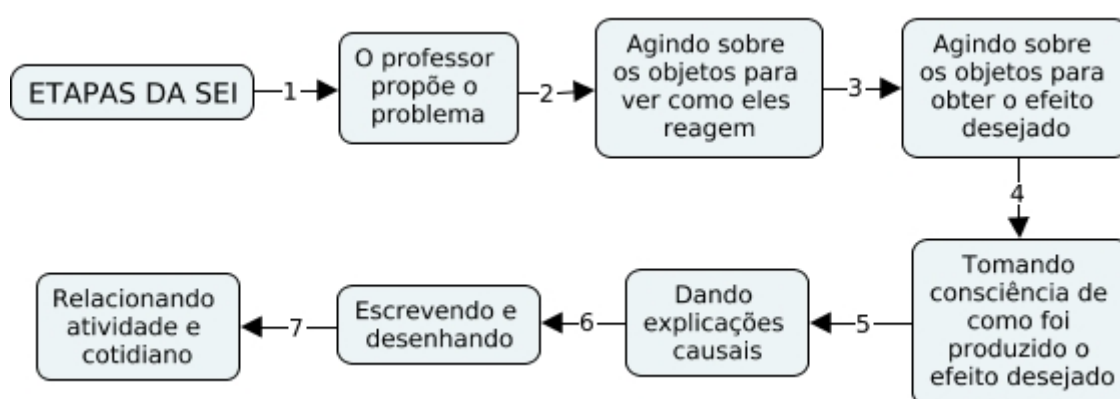 ETAPAS DA SEI
1
O professor
propõe o
problema
2
Agindo sobre
os objetos para
ver como eles
reagem
3
Agindo sobre
os objetos para
obter o efeito
desejado
4
Tomando
consciência de
como foi
produzido o
efeito desejado
5
Dando
explicações
causais
6
Escrevendo e
desenhando
7
Relacionando
atividade e
cotidiano